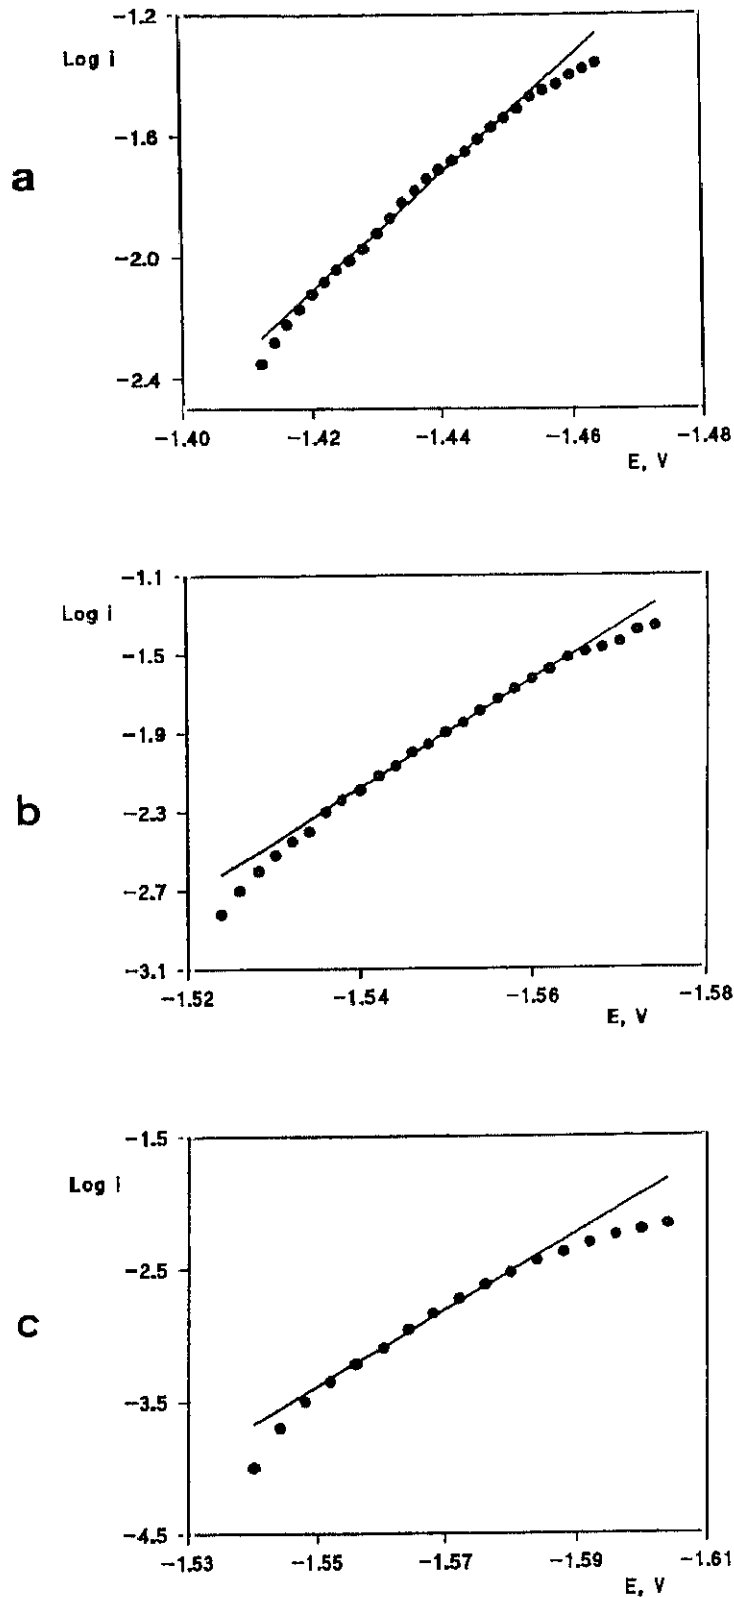 −1.2
Log i
−1.6
a
−2.0
−2.4
−1.40 −1.42 −1.44 −1.46 −1.48
E, V
−1.1
Log i
−1.5
−1.9
b
−2.3
−2.7
−3.1
−1.52 −1.54 −1.56 −1.58
E, V
−1.5
Log i
−2.5
c
−3.5
−4.5
−1.53 −1.55 −1.57 −1.59 −1.61
E, V